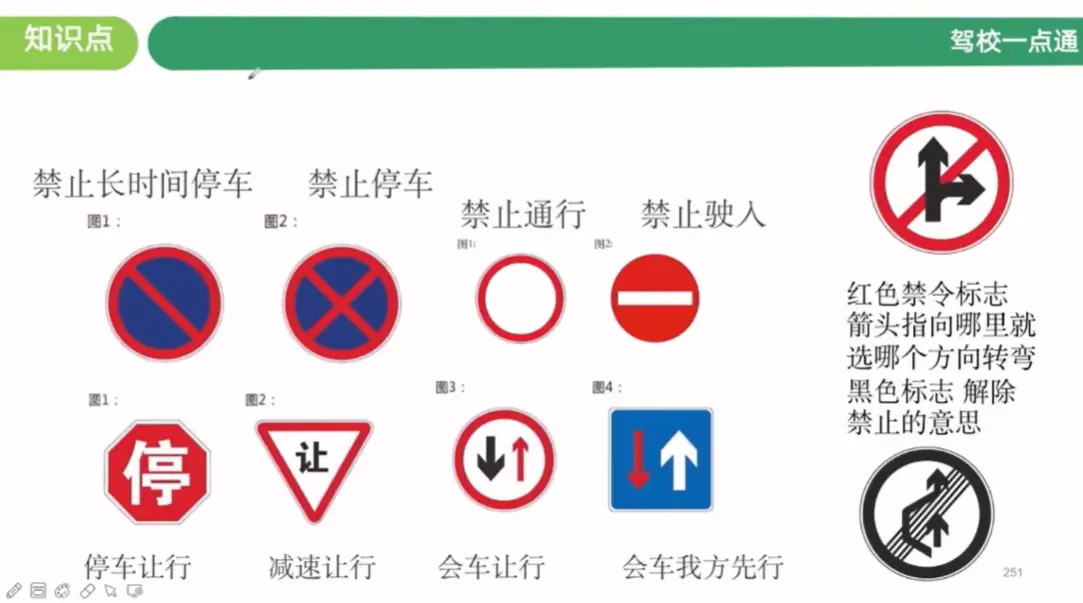 知识点
驾校一点通
禁止长时间停车
禁止停车
禁止通行
禁止驶入
图1：
图2：
图1:
图2:
红色禁令标志
箭头指向哪里就
选哪个方向转弯
黑色标志 解除
禁止的意思
图1：
图2：
图3：
图4：
停
让
停车让行
减速让行
会车让行
会车我方先行
251